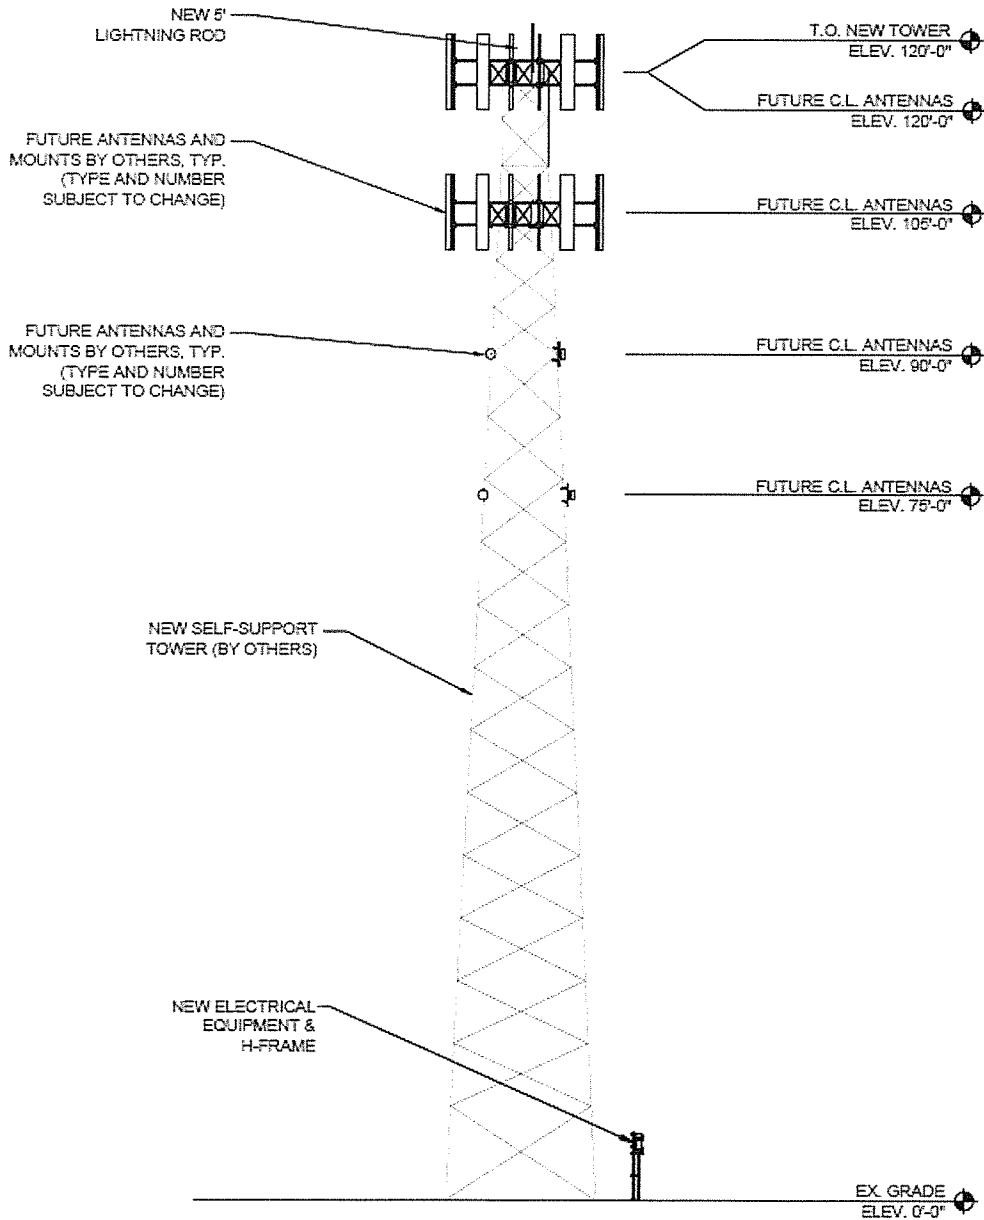 NEW 5'
LIGHTNING ROD
T.O. NEW TOWER
ELEV. 120'-0"
FUTURE C.L. ANTENNAS
ELEV. 120'-0"
FUTURE ANTENNAS AND
MOUNTS BY OTHERS, TYP.
(TYPE AND NUMBER
SUBJECT TO CHANGE)
FUTURE C.L. ANTENNAS
ELEV. 105'-0"
FUTURE ANTENNAS AND
MOUNTS BY OTHERS, TYP.
(TYPE AND NUMBER
SUBJECT TO CHANGE)
FUTURE C.L. ANTENNAS
ELEV. 90'-0"
FUTURE C.L. ANTENNAS
ELEV. 75'-0"
NEW SELF-SUPPORT
TOWER (BY OTHERS)
NEW ELECTRICAL
EQUIPMENT &
H-FRAME
EX. GRADE
ELEV. 0'-0"